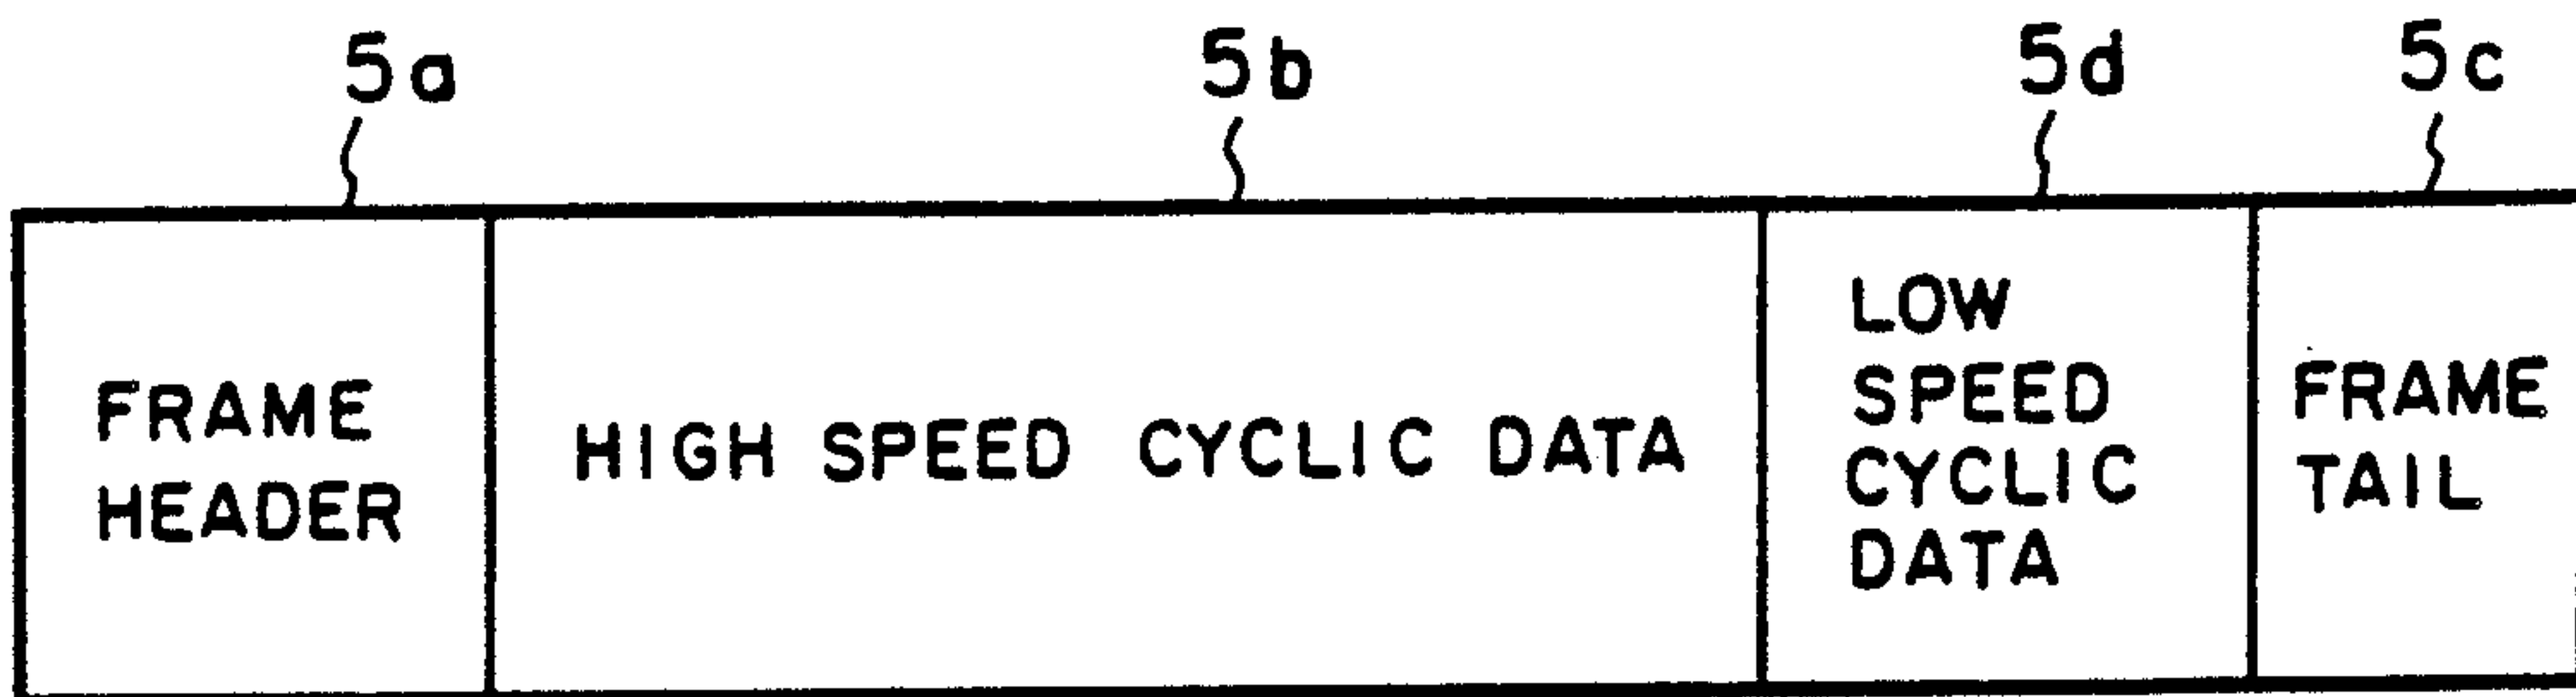 5a 5b 5d 5c
FRAME
HEADER
HIGH SPEED CYCLIC DATA
LOW
SPEED
CYCLIC
DATA
FRAME
TAIL